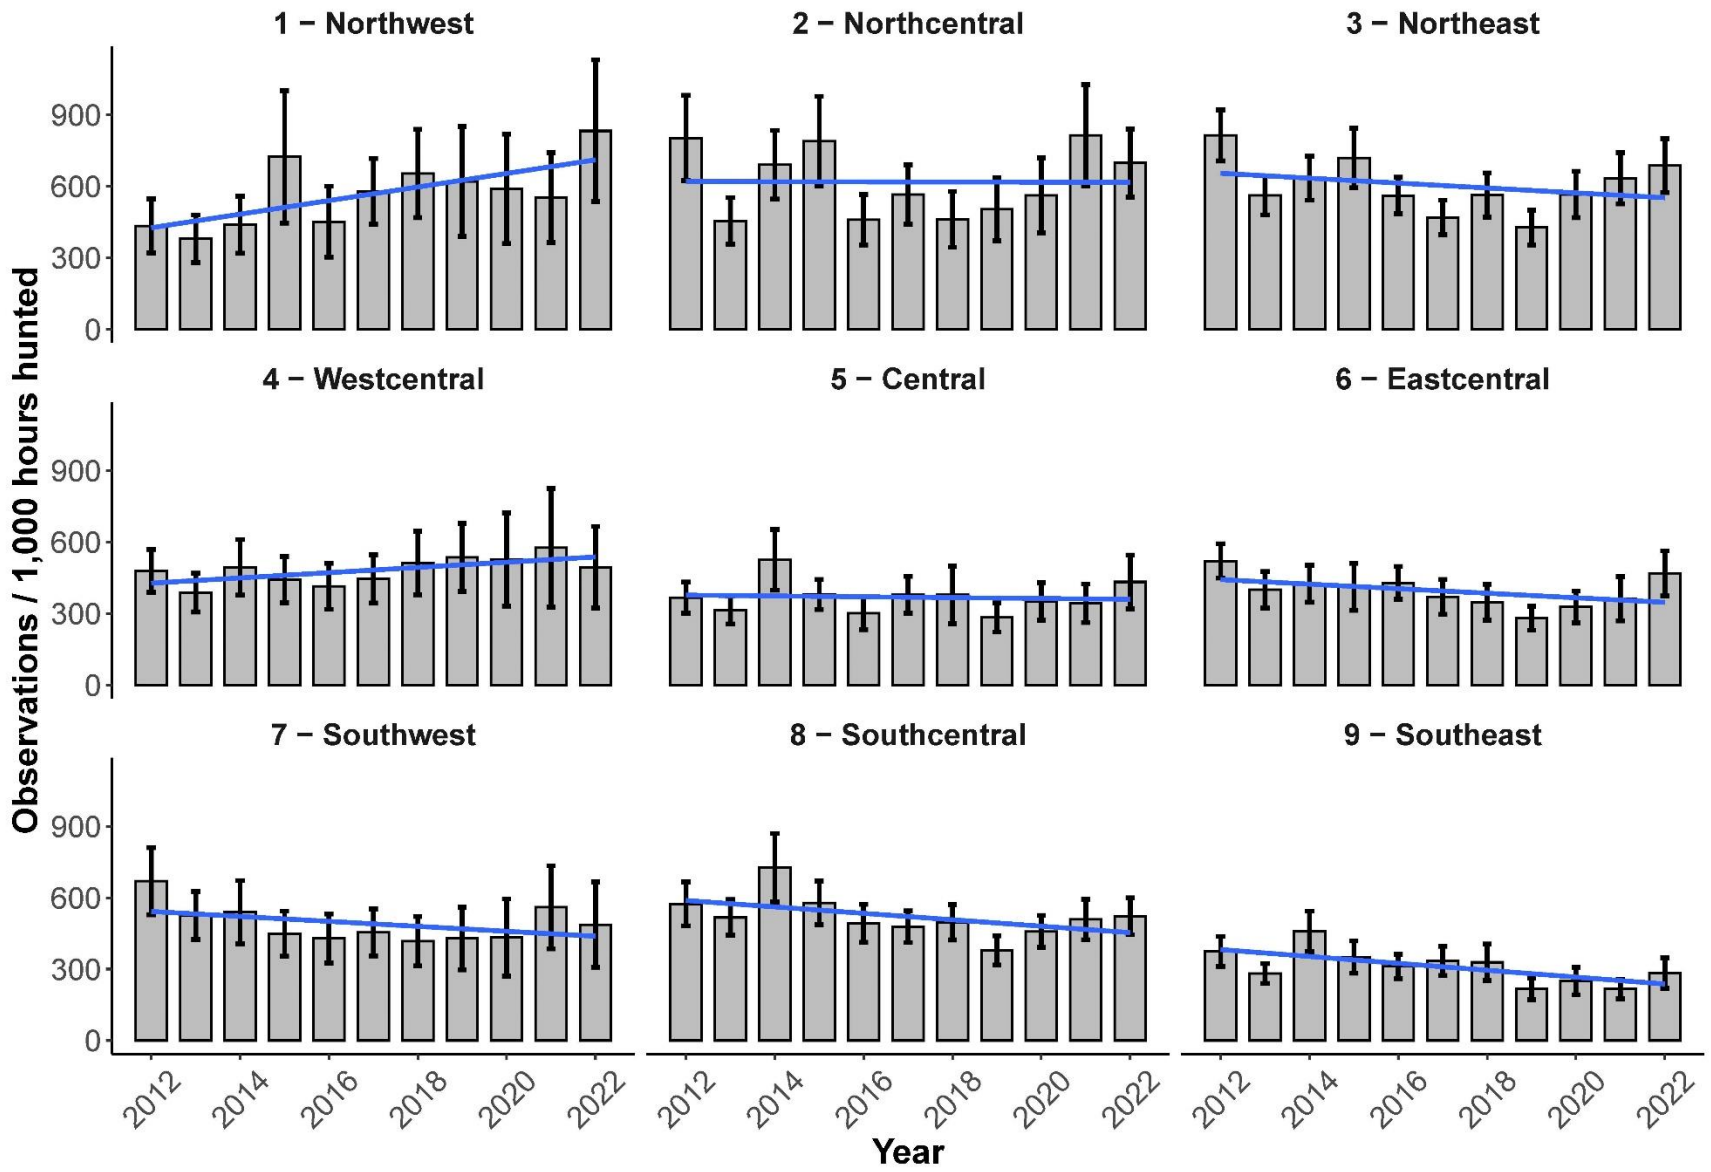 1 − Northwest
2 − Northcentral
3 − Northeast
900
600
300
0
4 − Westcentral
5 − Central
6 − Eastcentral
900
600
300
0
7 − Southwest
8 − Southcentral
9 − Southeast
900
600
300
0
Observations / 1,000 hours hunted
2012 2014 2016 2018 2020 2022
2012 2014 2016 2018 2020 2022
2012 2014 2016 2018 2020 2022
Year